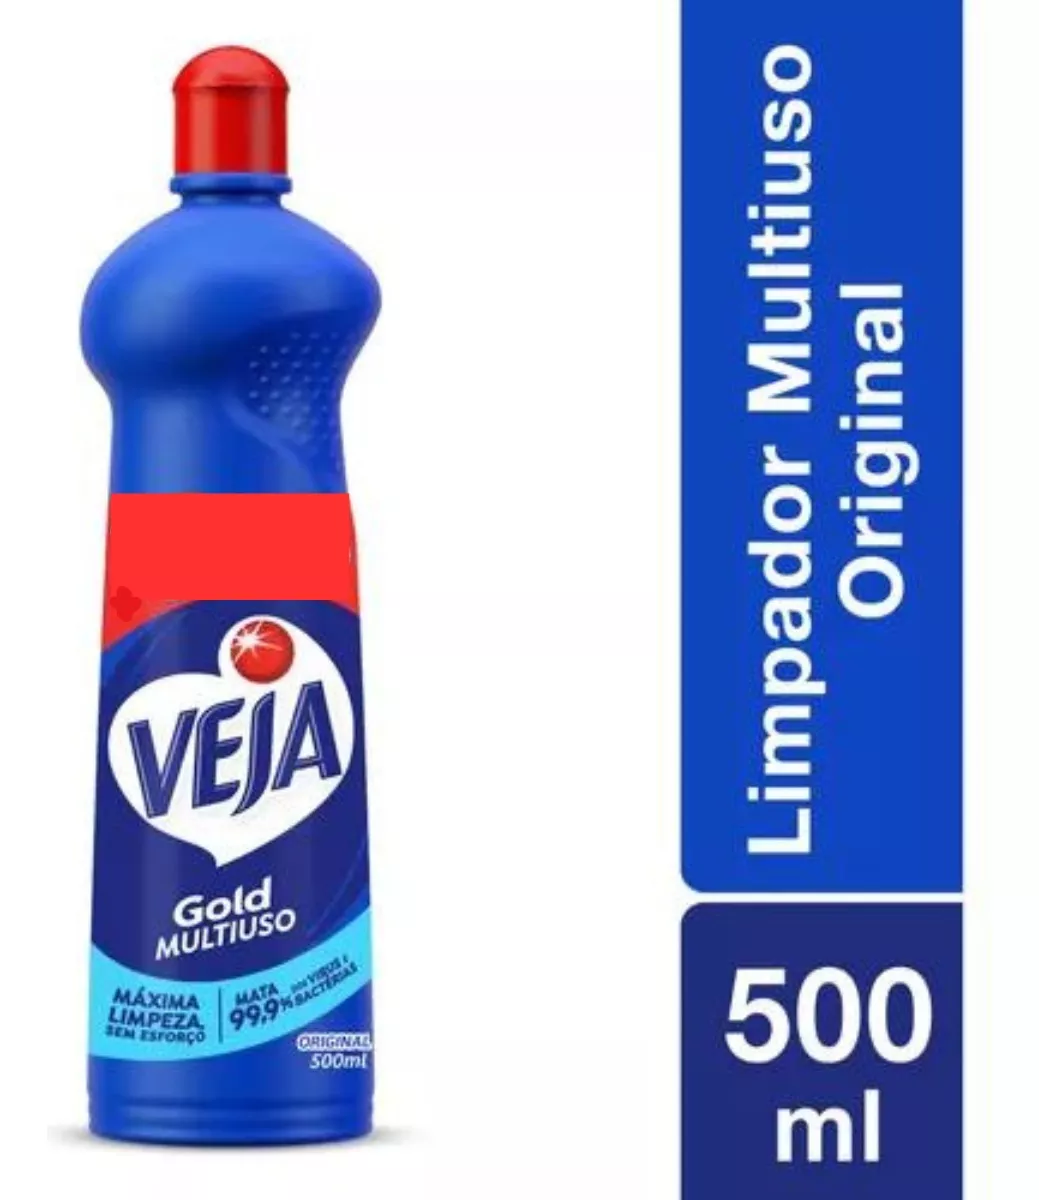 VEJA
Gold
MULTIUSO
MÁXIMA
LIMPEZA,
SEM ESFORÇO
MATA
99,9%
DOS VÍRUS E
BACTÉRIAS
ORIGINAL
500ml
Limpador Multiuso
Original
500
ml